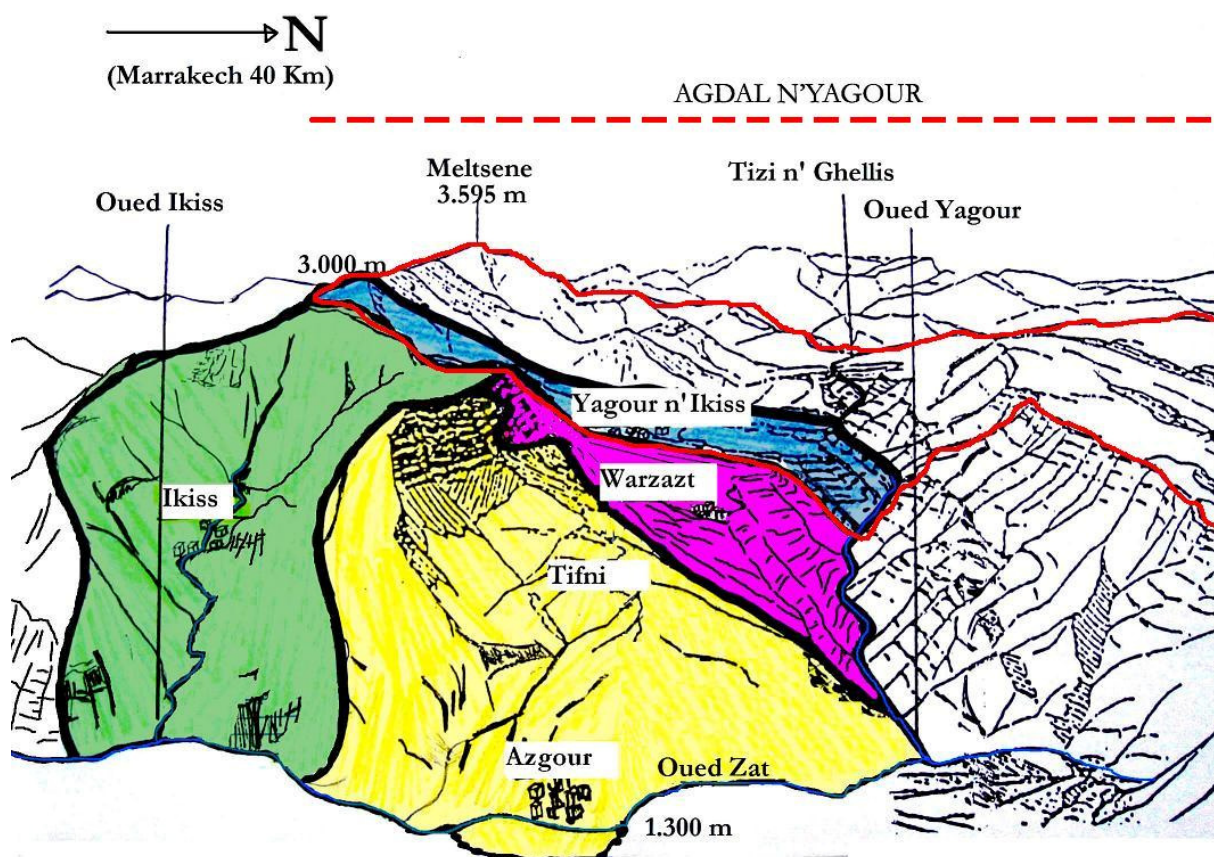 N
(Marrakech 40 Km)
AGDAL N'YAGOUR
Meltsene
3.595 m
Tizi n' Ghellis
Oued Ikiss
Oued Yagour
3.000 m
Yagour n'Ikiss
Warzazt
Ikiss
Tifni
Azgour
Oued Zat
1.300 m